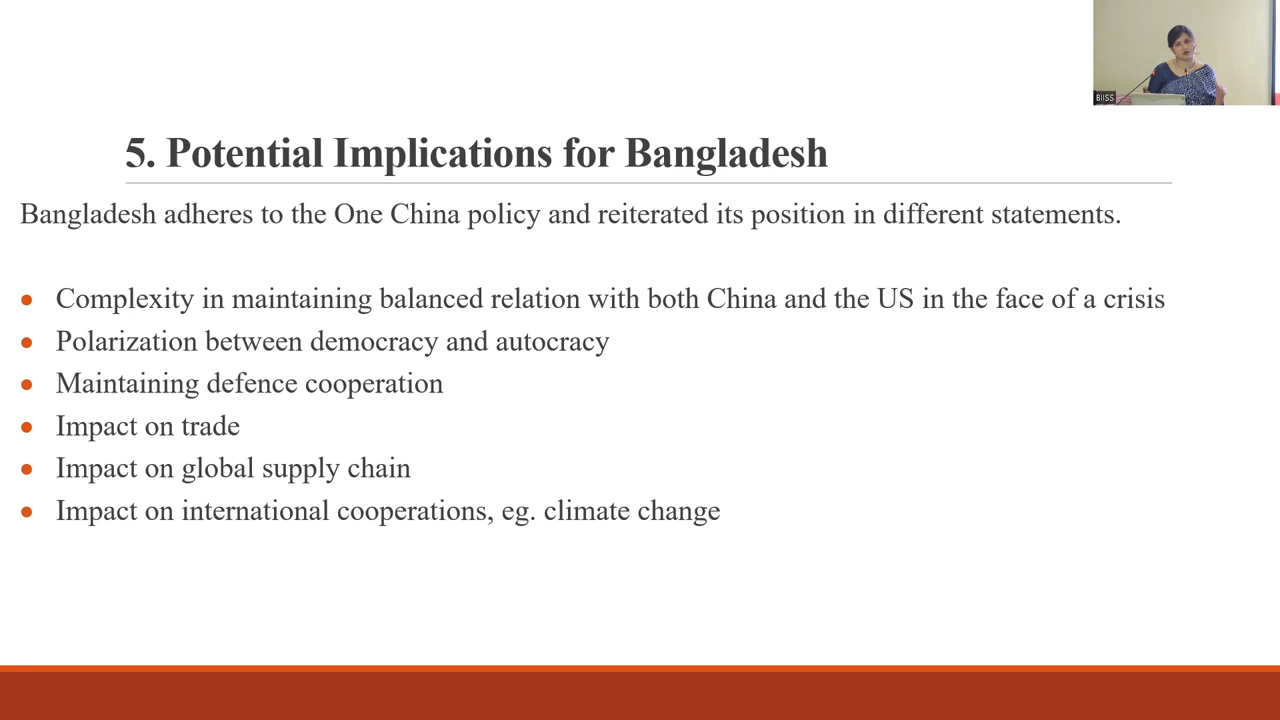 BIISS
5. Potential Implications for Bangladesh
Bangladesh adheres to the One China policy and reiterated its position in different statements.
Complexity in maintaining balanced relation with both China and the US in the face of a crisis
Polarization between democracy and autocracy
Maintaining defence cooperation
Impact on trade
Impact on global supply chain
Impact on international cooperations, eg. climate change